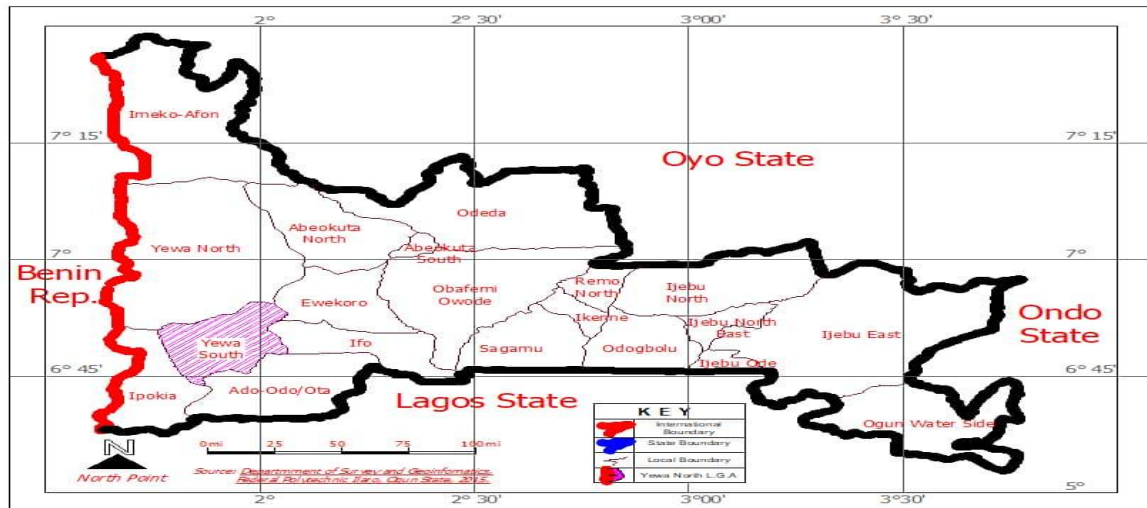 2°
2° 30'
3° 00'
3° 30'
Imeko-Afon
7° 15'
7° 15'
Oyo State
Odeda
Abeokuta
North
Yewa North
Abeokuta
South
7°
7°
Benin
Rep.
Obafemi
Owode
Remo
North
Ijebu
North
Ewekoro
Ikenne
Ijebu North
East
Ijebu East
Ondo
State
Yewa
South
Ifo
Sagamu
Odogbolu
Ijebu Ode
6° 45'
6° 45'
Ipokia
Ado-Odo/Ota
Lagos State
Ogun Water Side
KEY
International
Boundary
State Boundary
Local Boundary
Yewa North L.G.A
N
North Point
0mi
25
50
75
100mi
Source: Departmment of Survey and Geoinfomatics,
Federal Polytechnic Ilaro, Ogun State, 2015.
5°
2°
2° 30'
3° 00'
3° 30'